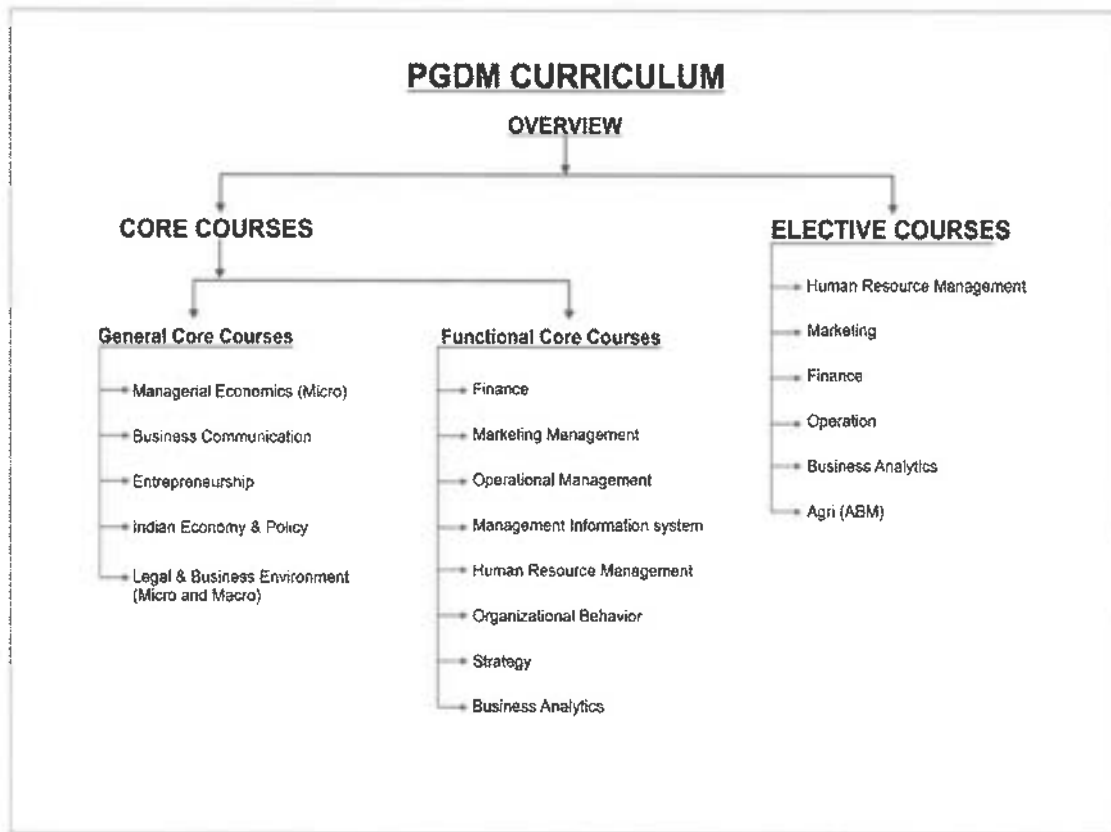 PGDM CURRICULUM
OVERVIEW
CORE COURSES
General Core Courses
Managerial Economics (Micro)
Business Communication
Entrepreneurship
Indian Economy & Policy
Legal & Business Environment
(Micro and Macro)
Functional Core Courses
Finance
Marketing Management
Operational Management
Management Information system
Human Resource Management
Organizational Behavior
Strategy
Business Analytics
ELECTIVE COURSES
Human Resource Management
Marketing
Finance
Operation
Business Analytics
Agri (ABM)